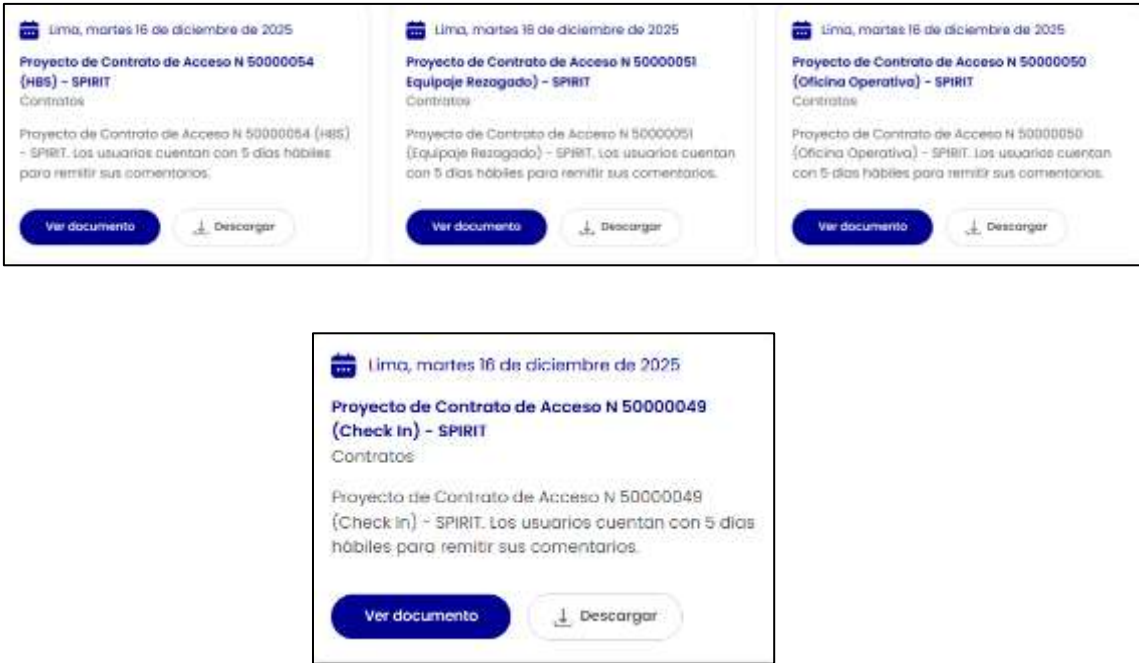 Lima, martes 16 de diciembre de 2025
Proyecto de Contrato de Acceso N 50000054
(HBS) - SPIRIT
Contratos
Proyecto de Contrato de Acceso N 50000054 (HBS)
- SPIRIT. Los usuarios cuentan con 5 días hábiles
para remitir sus comentarios.
Ver documento
Descargar
Lima, martes 16 de diciembre de 2025
Proyecto de Contrato de Acceso N 50000051
Equipaje Rezagado) - SPIRIT
Contratos
Proyecto de Contrato de Acceso N 50000051
(Equipaje Rezagado) - SPIRIT. Los usuarios cuentan
con 5 días hábiles para remitir sus comentarios.
Ver documento
Descargar
Lima, martes 16 de diciembre de 2025
Proyecto de Contrato de Acceso N 50000050
(Oficina Operativa) - SPIRIT
Contratos
Proyecto de Contrato de Acceso N 50000050
(Oficina Operativa) - SPIRIT. Los usuarios cuentan
con 5 días hábiles para remitir sus comentarios.
Ver documento
Descargar
Lima, martes 16 de diciembre de 2025
Proyecto de Contrato de Acceso N 50000049
(Check In) - SPIRIT
Contratos
Proyecto de Contrato de Acceso N 50000049
(Check In) - SPIRIT. Los usuarios cuentan con 5 días
hábiles para remitir sus comentarios.
Ver documento
Descargar